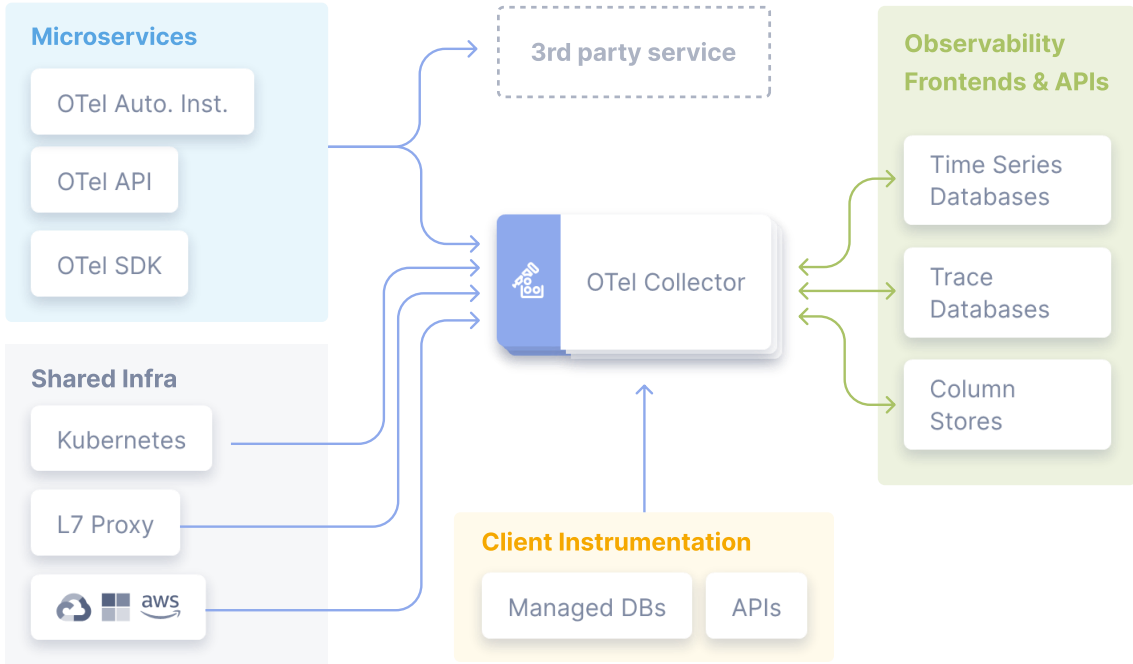 Microservices
OTel Auto. Inst.
OTel API
OTel SDK
Shared Infra
Kubernetes
L7 Proxy
aws
3rd party service
OTel Collector
Client Instrumentation
Managed DBs
APIs
Observability
Frontends & APIs
Time Series
Databases
Trace
Databases
Column
Stores